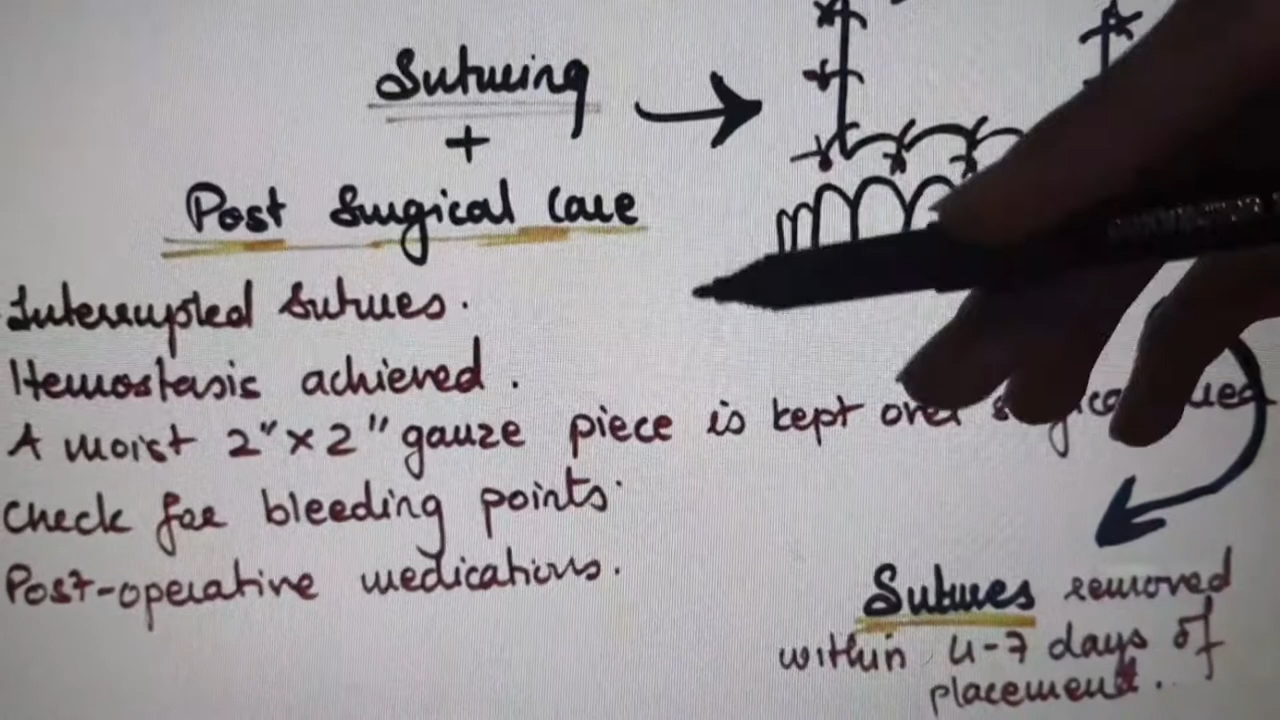 Suturing
+
Post Surgical Care
Interrupted Sutures.
Hemostasis achieved.
A moist 2"x2" gauze piece is kept over
Check for bleeding points.
Post-operative medications.
Sutures removed
within 4-7 days of
placement.